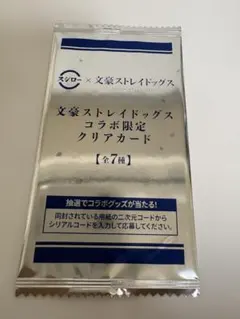 スシロー × 文豪ストレイドッグス
文豪ストレイドッグス
コラボ限定
クリアカード
【全7種】
抽選でコラボグッズが当たる!
同封されている用紙の二次元コードから
シリアルコードを入力して応募してください。